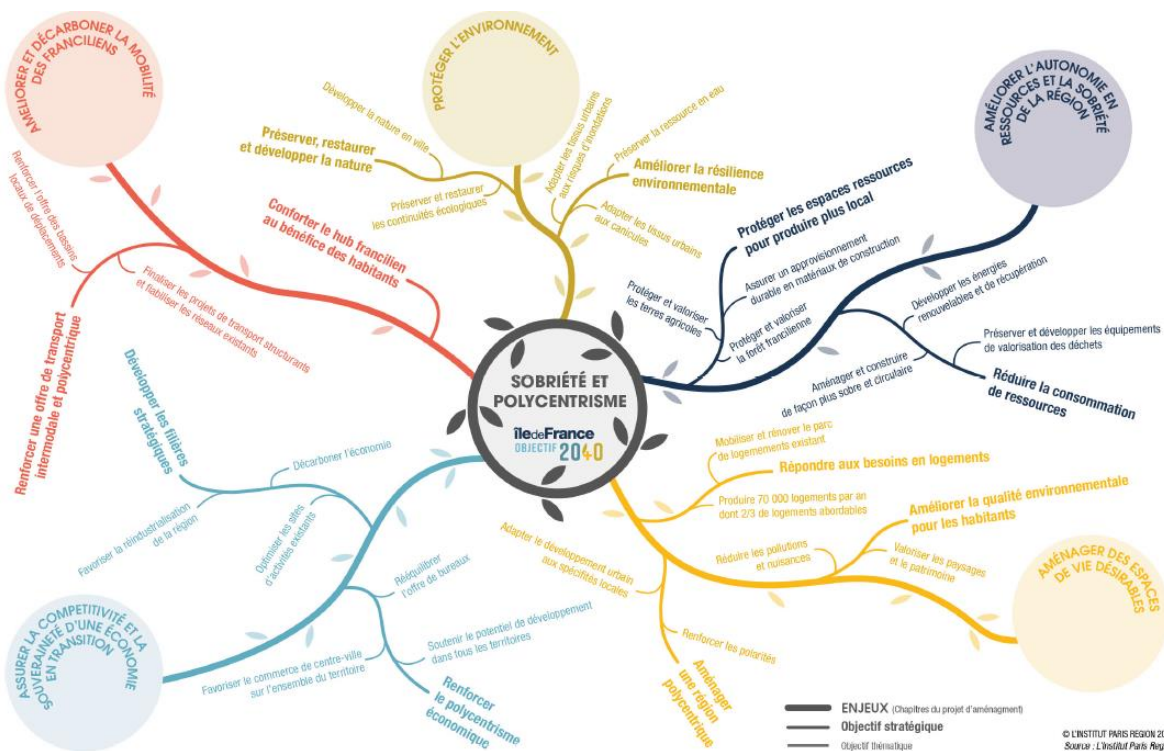 AMÉLIORER ET DÉCARBONER LA MOBILITÉ
DES FRANCILIENS
Renforcer l'offre des bassins
locaux de déplacements
Finaliser les projets de transport structurants
et fiabiliser les réseaux existants
Renforcer une offre de transport
intermodale et polycentrique
Conforter le hub francilien
au bénéfice des habitants
PROTÉGER L'ENVIRONNEMENT
Développer la nature en ville
Préserver, restaurer
et développer la nature
Préserver et restaurer
les continuités écologiques
Adapter les tissus urbains
aux risques d'inondations
Préserver la ressource en eau
Améliorer la résilience
environnementale
Adapter les tissus urbains
aux canicules
AMÉLIORER L'AUTONOMIE EN
RESSOURCES ET LA SOBRIÉTÉ
DE LA RÉGION
Protéger les espaces ressources
pour produire plus local
Assurer un approvisionnement
durable en matériaux de construction
Protéger et valoriser
les terres agricoles
Protéger et valoriser
la forêt francilienne
Développer les énergies
renouvelables et de récupération
Préserver et développer les équipements
de valorisation des déchets
Aménager et construire
de façon plus sobre et circulaire
Réduire la consommation
de ressources
SOBRIÉTÉ ET
POLYCENTRISME
îledeFrance
OBJECTIF 2040
Développer les filières
stratégiques
Décarboner l'économie
Favoriser la réindustrialisation
de la région
Optimiser les sites
d'activités existants
Rééquilibrer
l'offre de bureaux
Soutenir le potentiel de développement
dans tous les territoires
Favoriser le commerce de centre-ville
sur l'ensemble du territoire
Renforcer
le polycentrisme
économique
ASSURER LA COMPETITIVITÉ ET LA
SOUVERAINETÉ D'UNE ÉCONOMIE
EN TRANSITION
Mobiliser et rénover le parc
de logements existant
Répondre aux besoins en logements
Produire 70 000 logements par an
dont 2/3 de logements abordables
Améliorer la qualité environnementale
pour les habitants
Réduire les pollutions
et nuisances
Valoriser les paysages
et le patrimoine
Adapter le développement urbain
aux spécifités locales
Renforcer les polarités
Aménager
une région
polycentrique
AMÉNAGER DES ESPACES
DE VIE DÉSIRABLES
ENJEUX (Chapitres du projet d'aménagment)
Objectif stratégique
Objectif thématique
© L'INSTITUT PARIS REGION
Source : L'Institut Paris